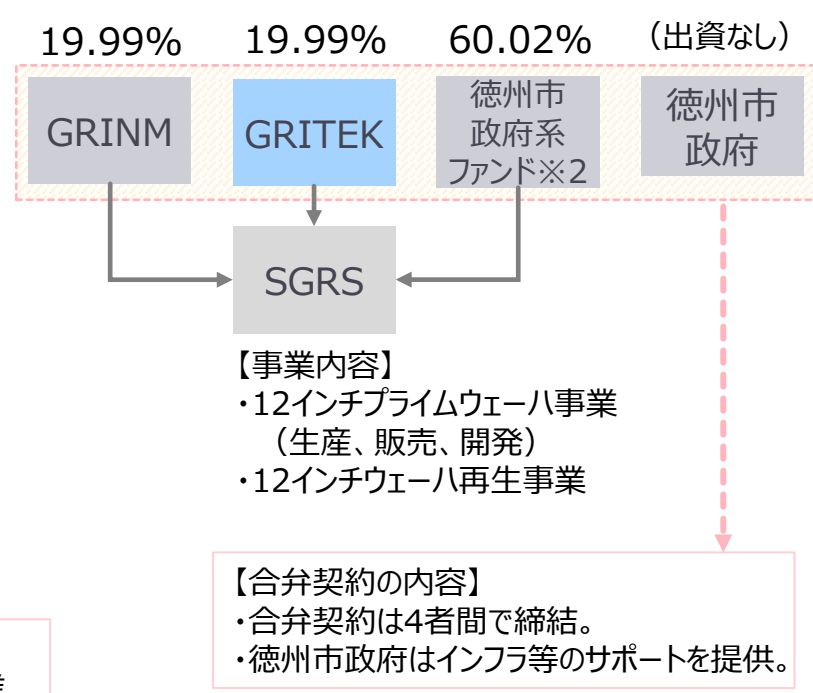 19.99% 19.99% 60.02% （出資なし）
GRINM
GRITEK
徳州市
政府系
ファンド※2
徳州市
政府
SGRS
【事業内容】
・12インチプライムウェーハ事業
（生産、販売、開発）
・12インチウェーハ再生事業
【合弁契約の内容】
・合弁契約は4者間で締結。
・徳州市政府はインフラ等のサポートを提供。